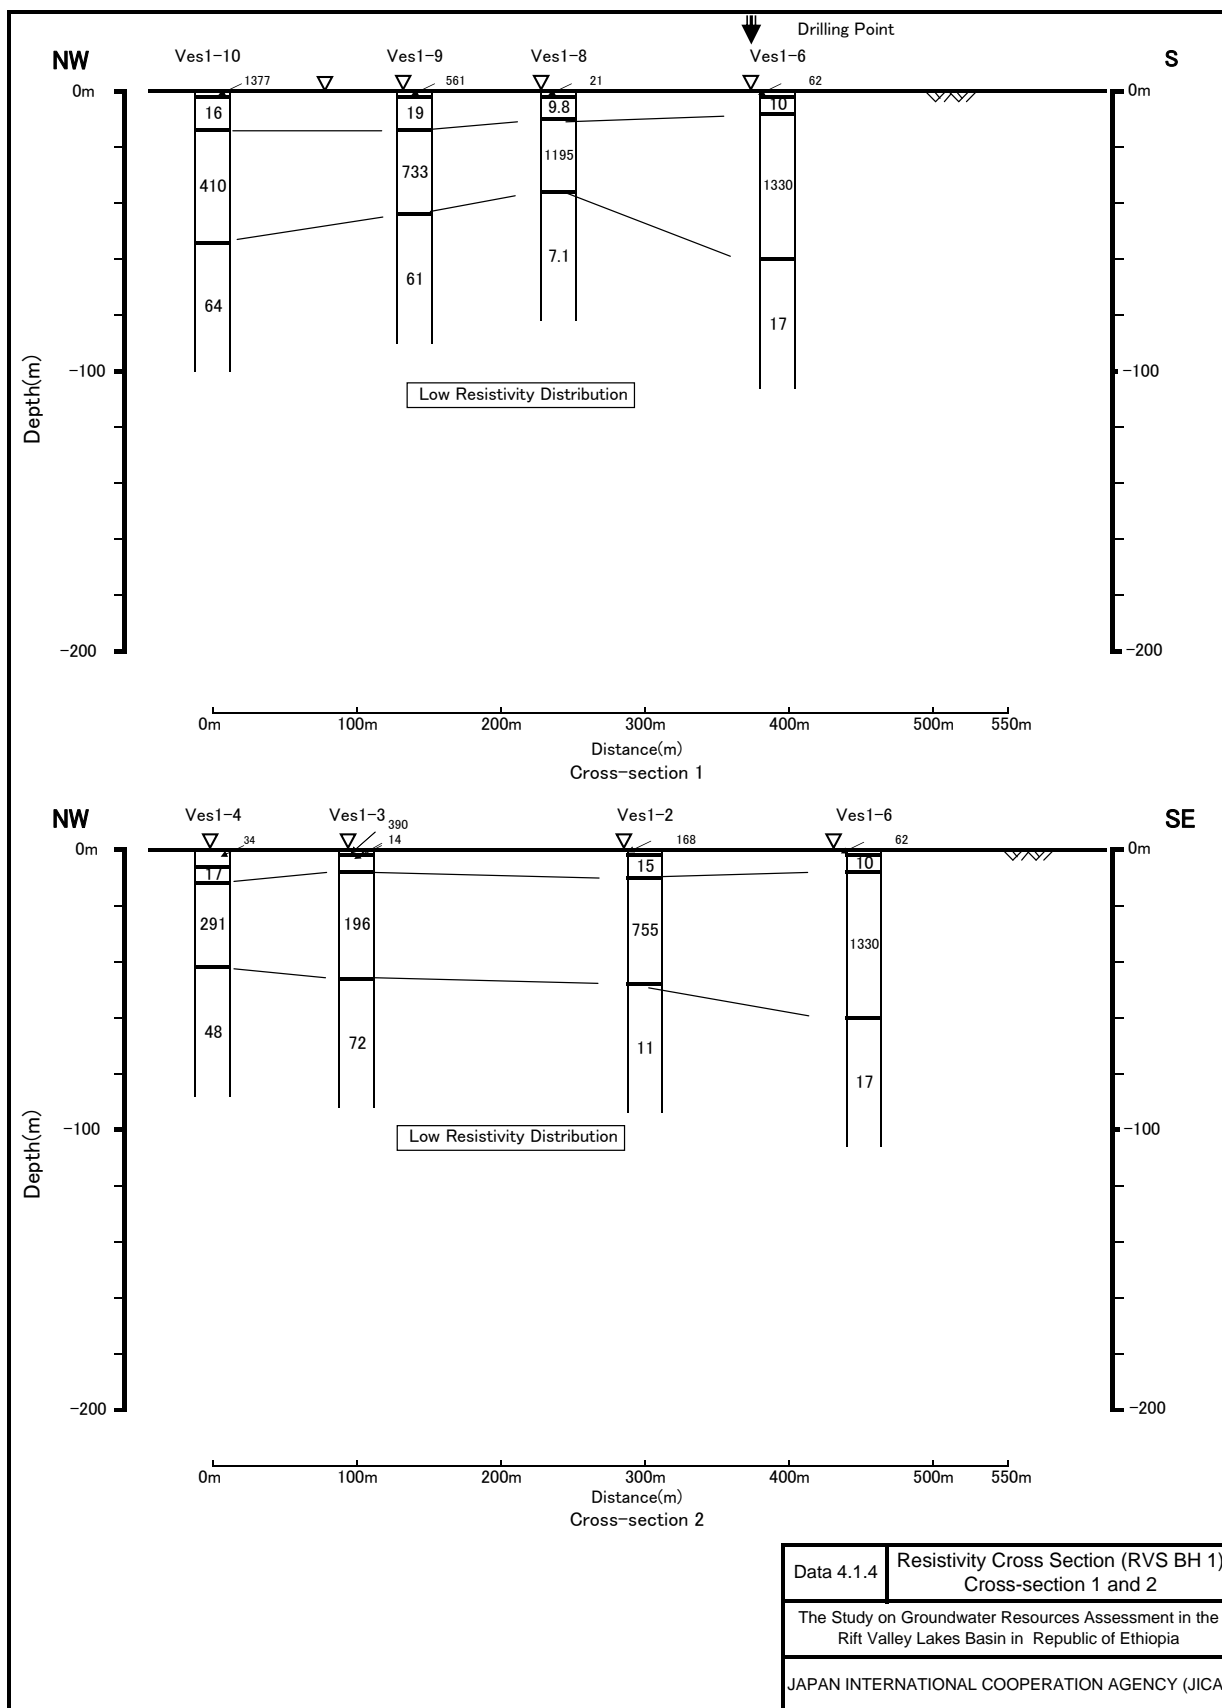 Drilling Point
NW
Ves1-10
Ves1-9
Ves1-8
Ves1-6
S
1377
561
21
62
0m
0m
16
19
9.8
10
410
733
1195
1330
64
61
7.1
17
-100
-100
Low Resistivity Distribution
Depth(m)
-200
-200
0m
100m
200m
300m
400m
500m
550m
Distance(m)
Cross-section 1
NW
Ves1-4
Ves1-3
Ves1-2
Ves1-6
SE
34
390
14
168
62
0m
0m
17
15
10
291
196
755
1330
48
72
11
17
-100
-100
Low Resistivity Distribution
Depth(m)
-200
-200
0m
100m
200m
300m
400m
500m
550m
Distance(m)
Cross-section 2
Data 4.1.4
Resistivity Cross Section (RVS BH 1)
Cross-section 1 and 2
The Study on Groundwater Resources Assessment in the
Rift Valley Lakes Basin in Republic of Ethiopia
JAPAN INTERNATIONAL COOPERATION AGENCY (JICA